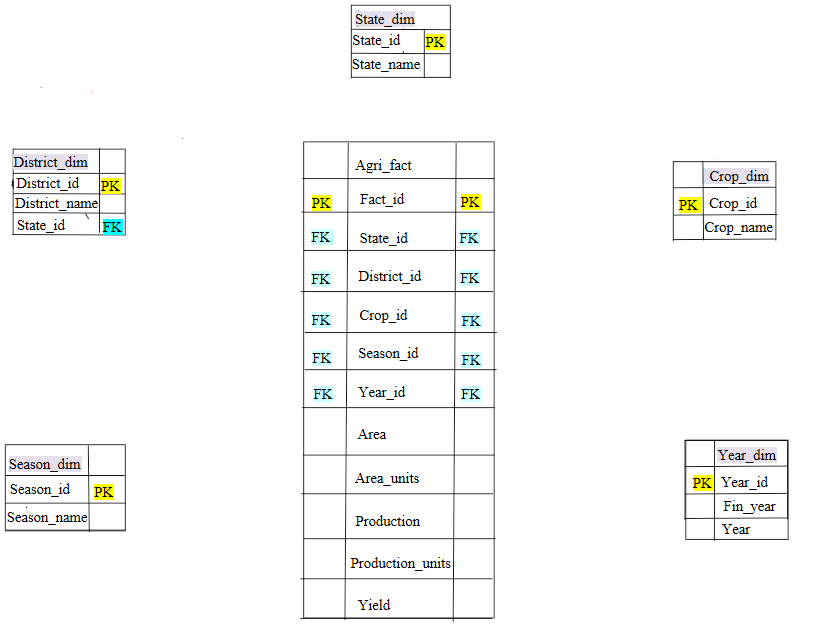 State_dim
State_id PK
State_name
District_dim
District_id PK
District_name
State_id FK
Agri_fact
PK Fact_id PK
FK State_id FK
FK District_id FK
FK Crop_id FK
FK Season_id FK
FK Year_id FK
Area
Area_units
Production
Production_units
Yield
Crop_dim
PK Crop_id
Crop_name
Season_dim
Season_id PK
Season_name
Year_dim
PK Year_id
Fin_year
Year